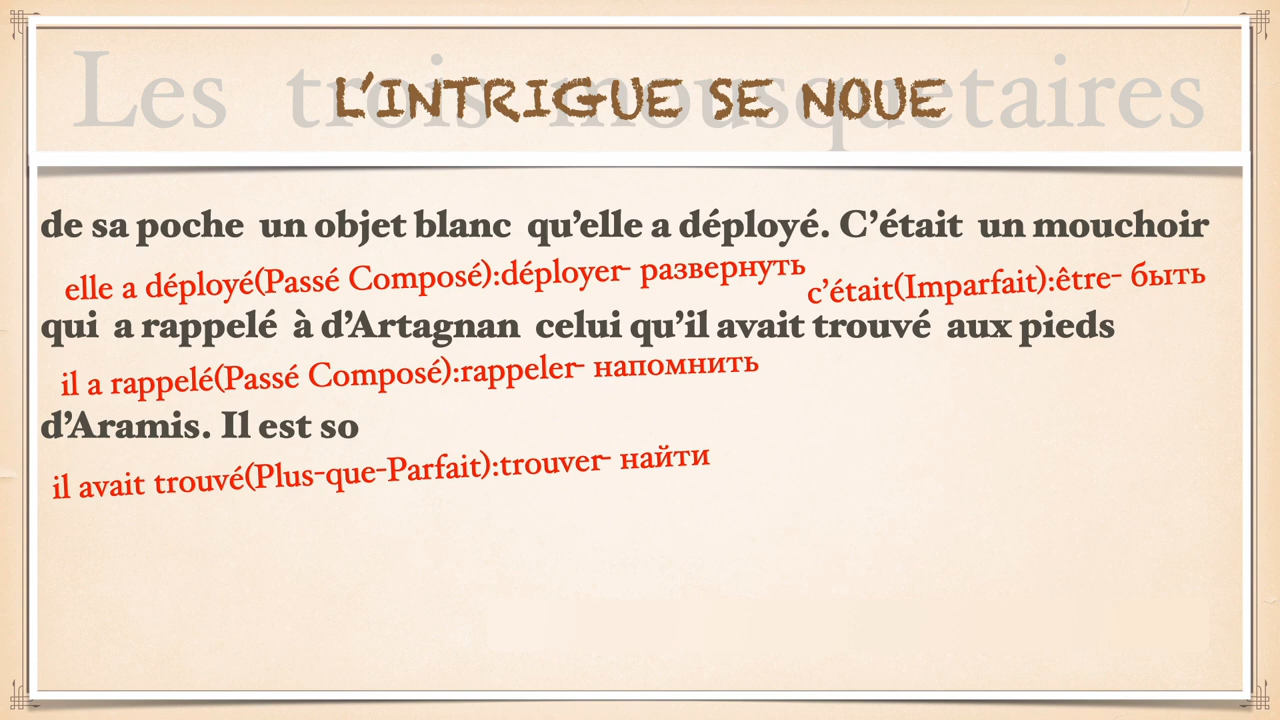 Les trois mousquetaires
L'INTRIGUE SE NOUE
de sa poche un objet blanc qu'elle a déployé. C'était un mouchoir
elle a déployé(Passé Composé):déployer- развернуть
c'était(Imparfait):être- быть
qui a rappelé à d'Artagnan celui qu'il avait trouvé aux pieds
il a rappelé(Passé Composé):rappeler- напомнить
d'Aramis. Il est so
il avait trouvé(Plus-que-Parfait):trouver- найти